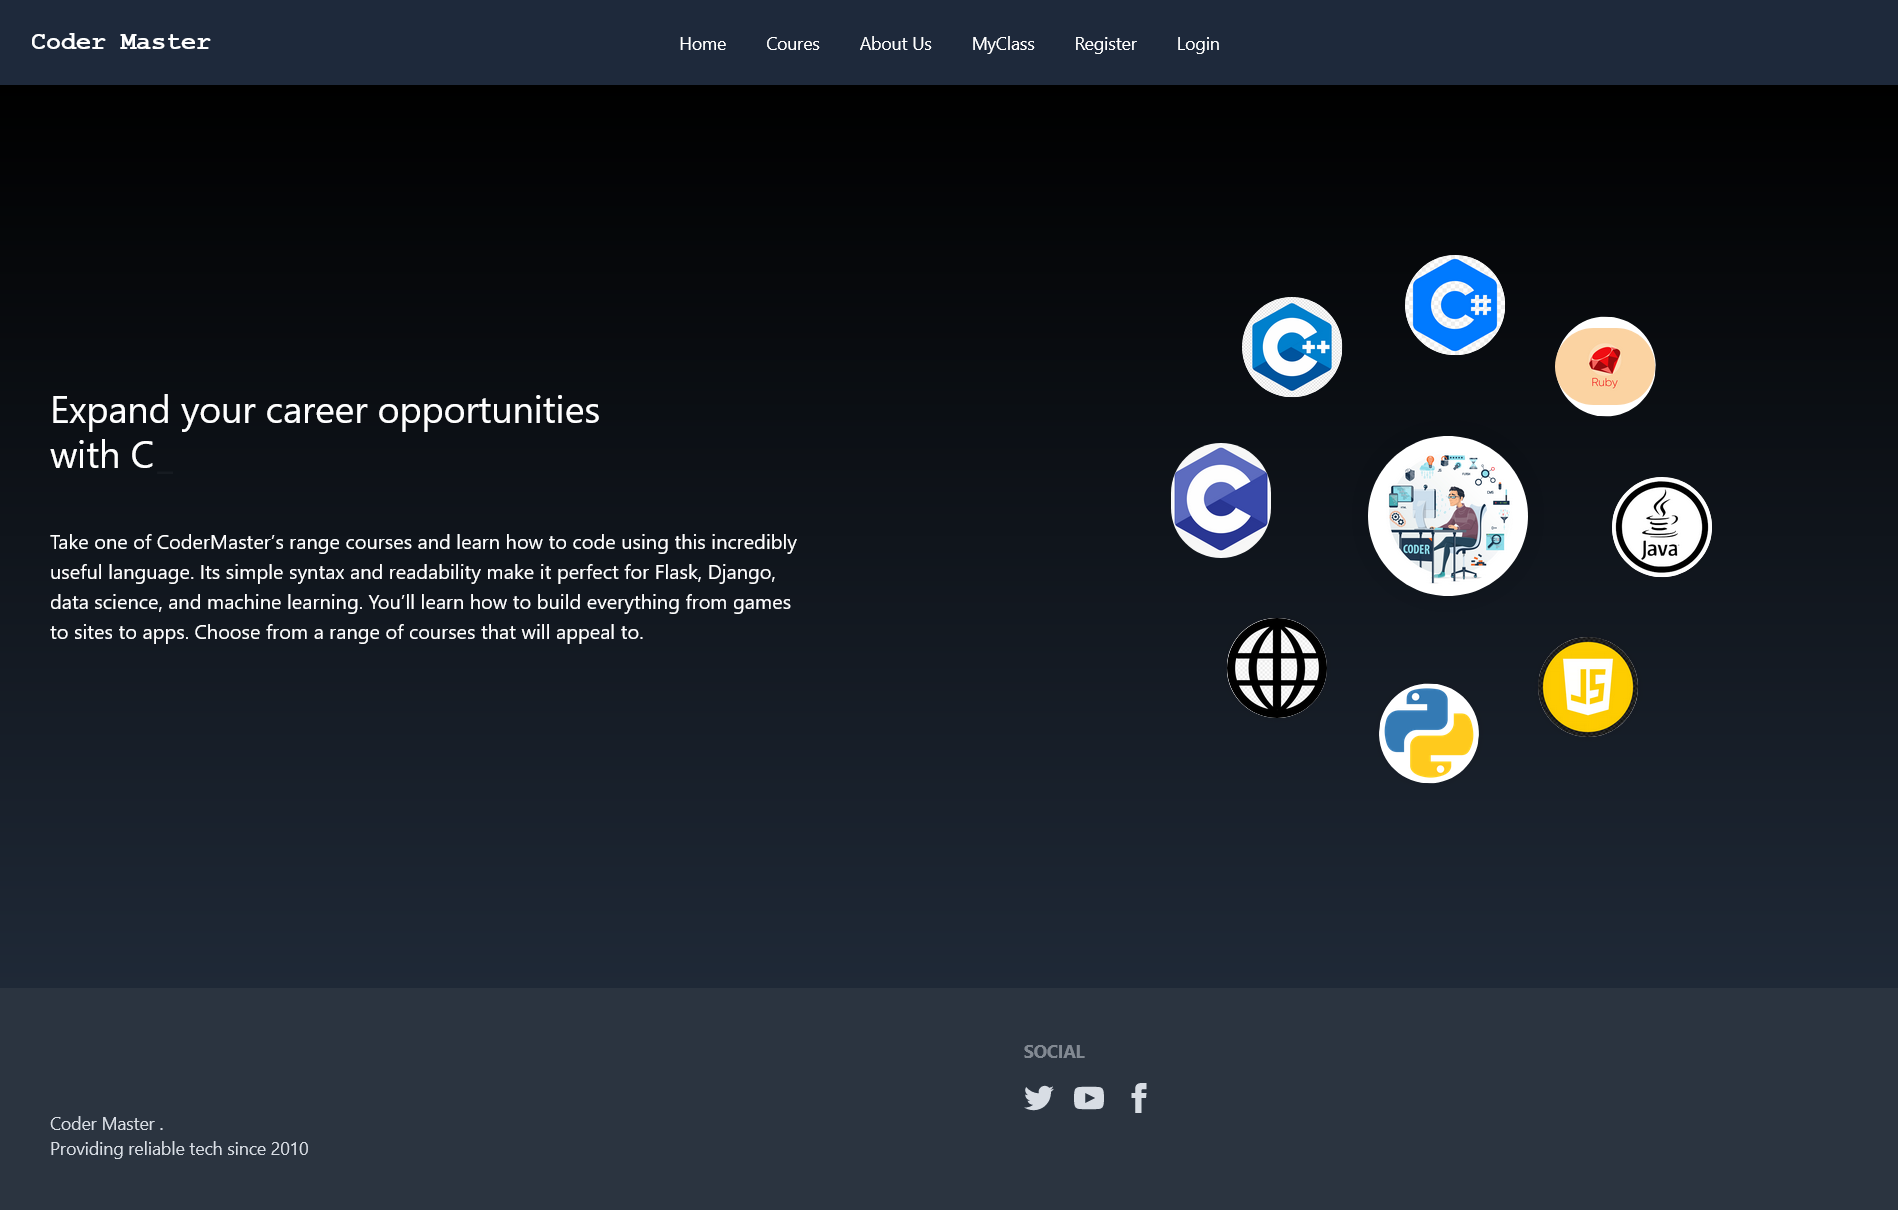 Coder Master
Home Coures About Us MyClass Register Login
Expand your career opportunities
with C_
Take one of CoderMaster’s range courses and learn how to code using this incredibly
useful language. Its simple syntax and readability make it perfect for Flask, Django,
data science, and machine learning. You’ll learn how to build everything from games
to sites to apps. Choose from a range of courses that will appeal to.
C++
C#
Ruby
C
CODER
Java
JS
SOCIAL
Coder Master .
Providing reliable tech since 2010